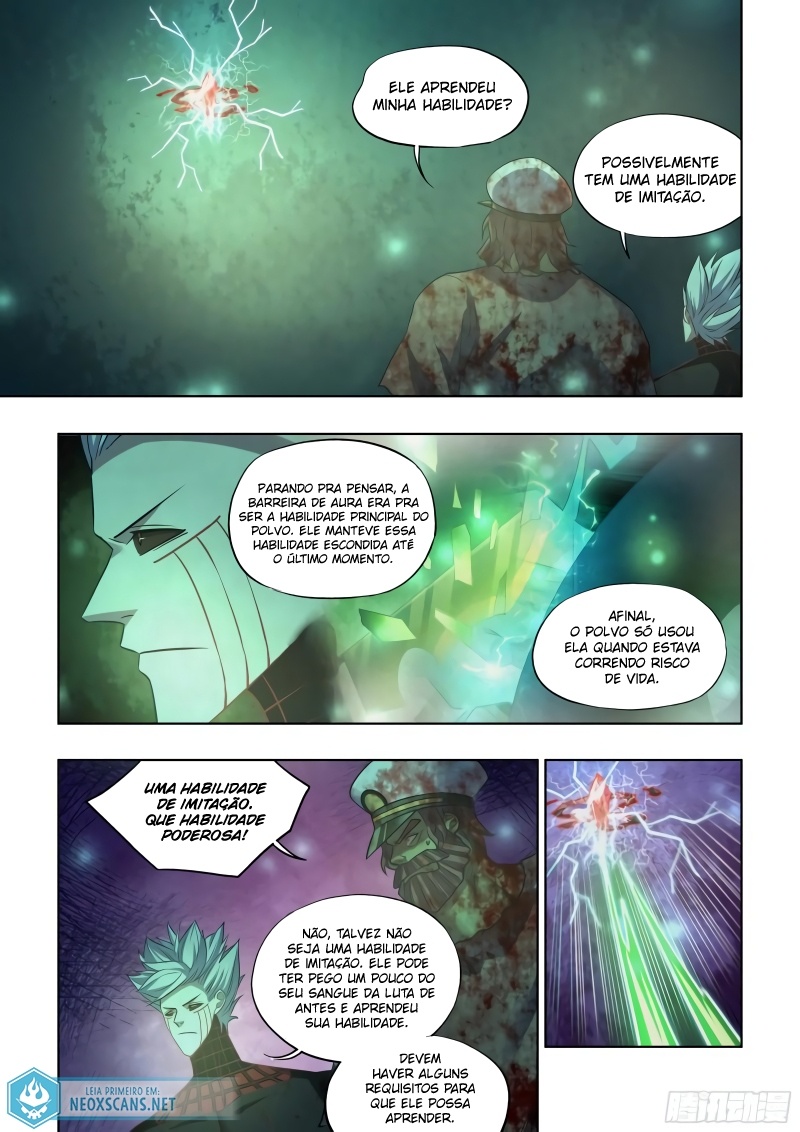 ELE APRENDEU
MINHA HABILIDADE?
POSSIVELMENTE
TEM UMA HABILIDADE
DE IMITAÇÃO.
PARANDO PRA PENSAR, A
BARREIRA DE AURA ERA PRA
SER A HABILIDADE PRINCIPAL DO
POLVO. ELE MANTEVE ESSA
HABILIDADE ESCONDIDA ATÉ
O ÚLTIMO MOMENTO.
AFINAL,
O POLVO SÓ USOU
ELA QUANDO ESTAVA
CORRENDO RISCO
DE VIDA.
UMA HABILIDADE
DE IMITAÇÃO.
QUE HABILIDADE
PODEROSA!
NÃO, TALVEZ NÃO
SEJA UMA HABILIDADE
DE IMITAÇÃO. ELE PODE
TER PEGO UM POUCO DO
SEU SANGUE DA LUTA DE
ANTES E APRENDEU
SUA HABILIDADE.
DEVEM
HAVER ALGUNS
REQUISITOS PARA
QUE ELE POSSA
APRENDER.
LEIA PRIMEIRO EM:
NEOXSCANS.NET
腾讯动漫